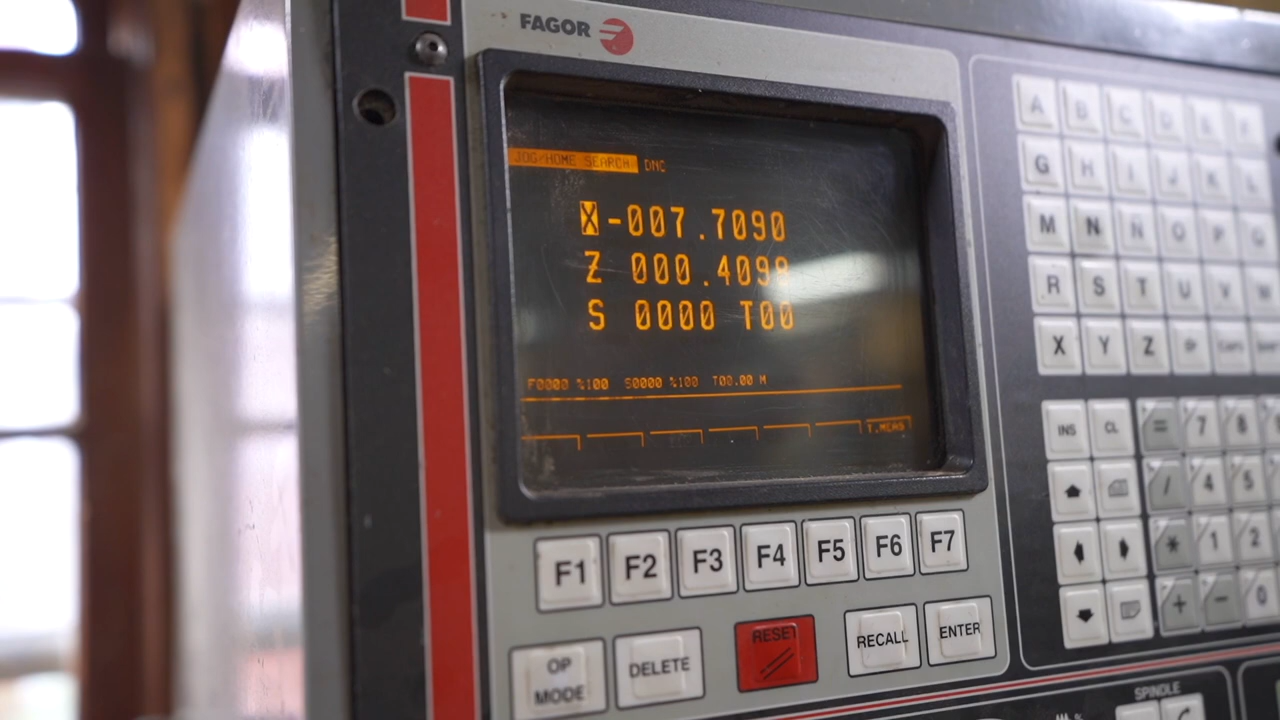 FAGOR
JOG/HOME SEARCH DNC
X-007.7090
Z 000.4098
S 0000 T00
F0000 %100 S0000 %100 T00.00 M
T.MEAS
F1 F2 F3 F4 F5 F6 F7
OP MODE DELETE RESET RECALL ENTER
A B C D E F
G H I J K L
M N Ñ O P Q
R S T U V W
X Y Z SP CAPS
INS CL = 7 8
/ 4 5
* 1 2
+ - 0
SPINDLE
%